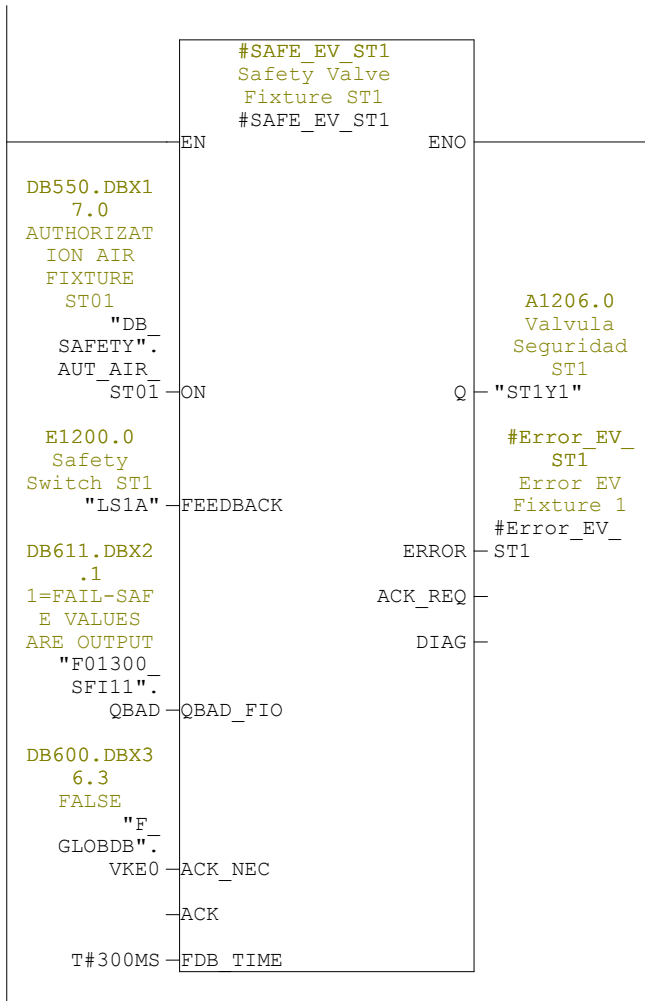 #SAFE_EV_ST1
Safety Valve
Fixture ST1
#SAFE_EV_ST1
EN
ENO
DB550.DBX1
7.0
AUTHORIZAT
ION AIR
FIXTURE
ST01
"DB_
SAFETY".
AUT_AIR_
ST01
ON
A1206.0
Valvula
Seguridad
ST1
Q
"ST1Y1"
E1200.0
Safety
Switch ST1
"LS1A"
FEEDBACK
#Error_EV_
ST1
Error EV
Fixture 1
#Error_EV_
ERROR
ST1
DB611.DBX2
.1
1=FAIL-SAF
E VALUES
ARE OUTPUT
"F01300_
SFI11".
QBAD
QBAD_FIO
ACK_REQ
DIAG
DB600.DBX3
6.3
FALSE
"F_
GLOBDB".
VKE0
ACK_NEC
ACK
T#300MS
FDB_TIME